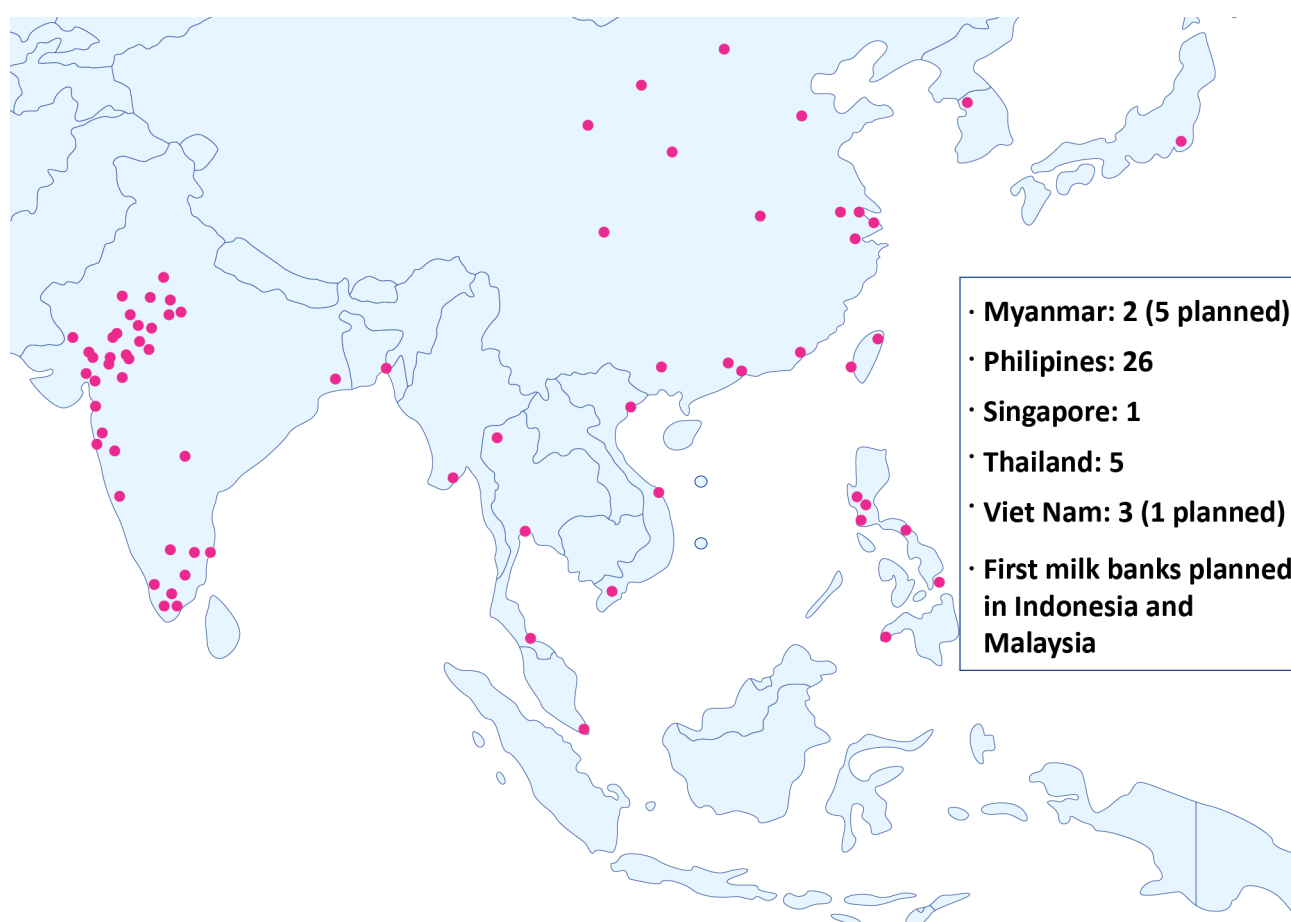 · Myanmar: 2 (5 planned)
· Philipines: 26
· Singapore: 1
· Thailand: 5
· Viet Nam: 3 (1 planned)
· First milk banks planned
in Indonesia and
Malaysia